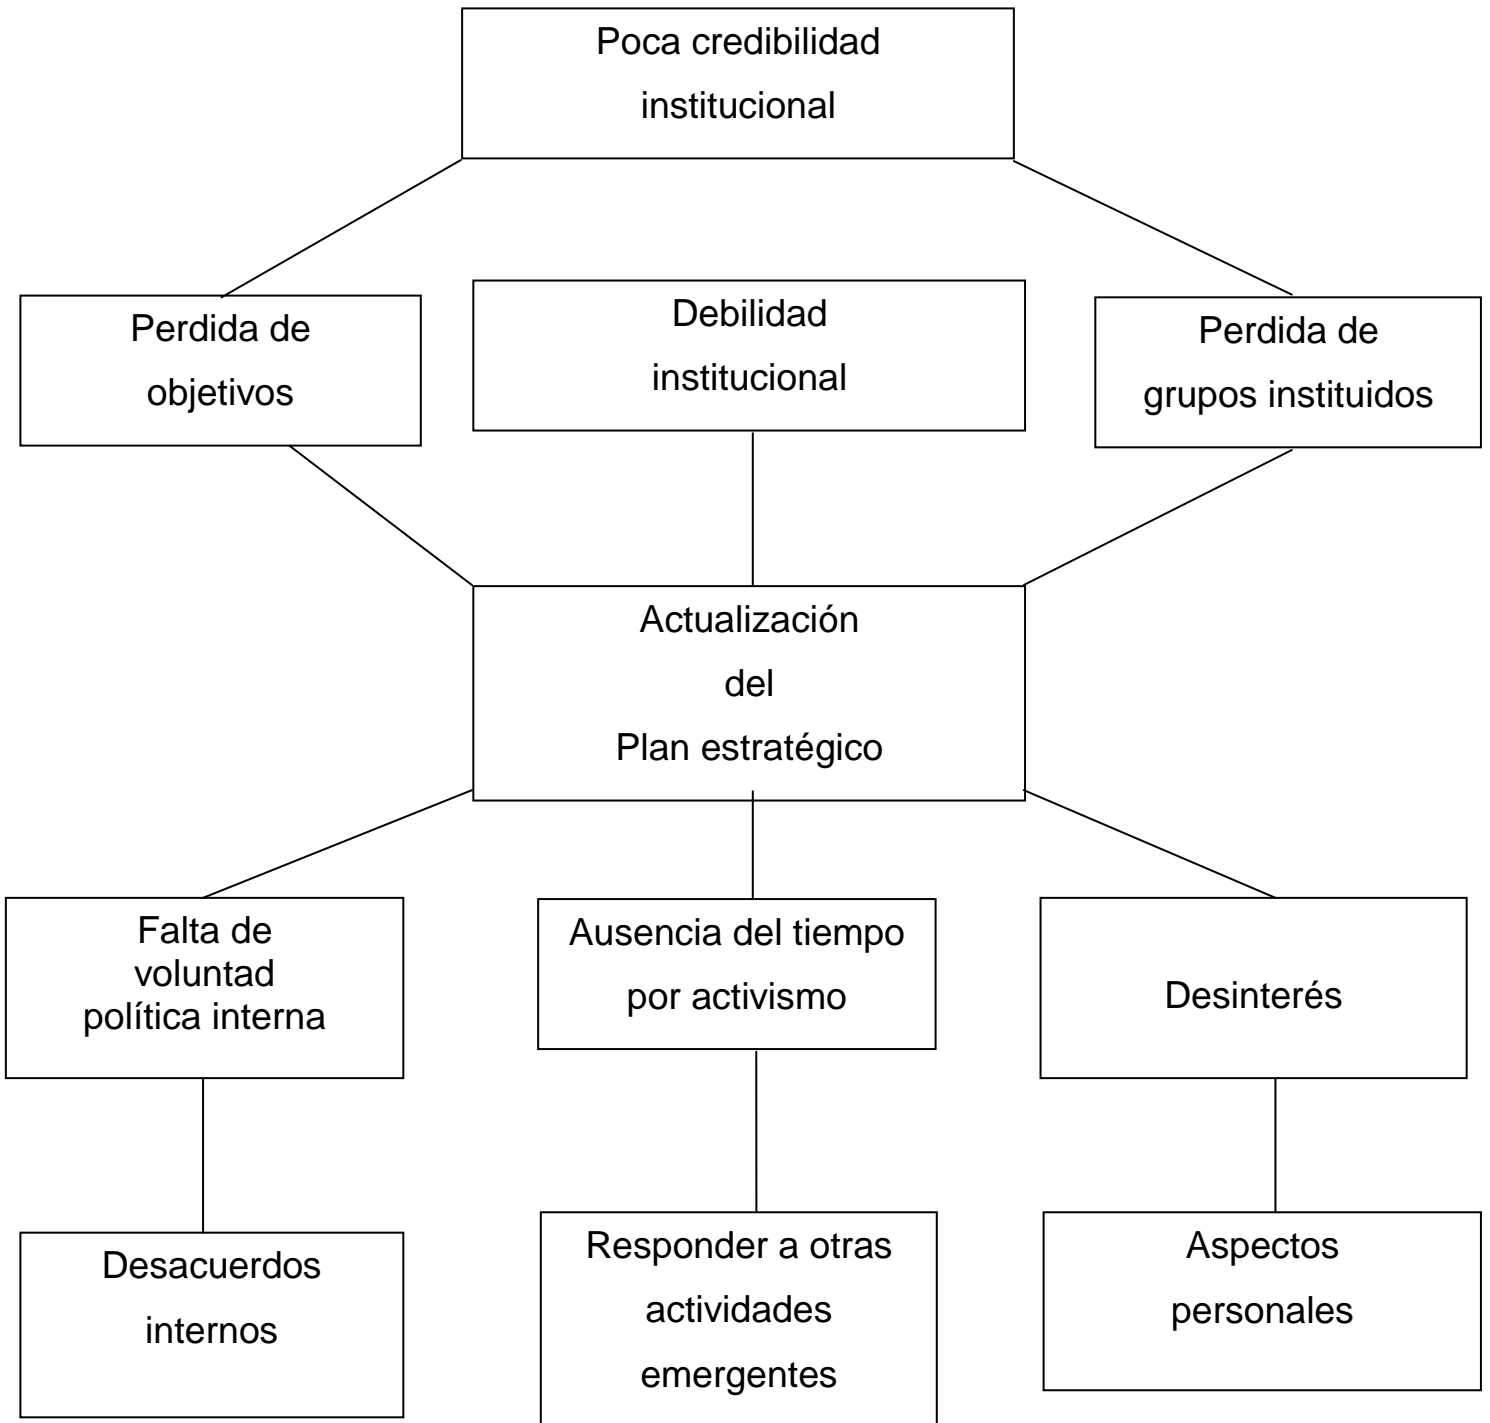 Poca credibilidad
institucional
Perdida de
objetivos
Debilidad
institucional
Perdida de
grupos instituidos
Actualización
del
Plan estratégico
Falta de
voluntad
política interna
Ausencia del tiempo
por activismo
Desinterés
Desacuerdos
internos
Responder a otras
actividades
emergentes
Aspectos
personales